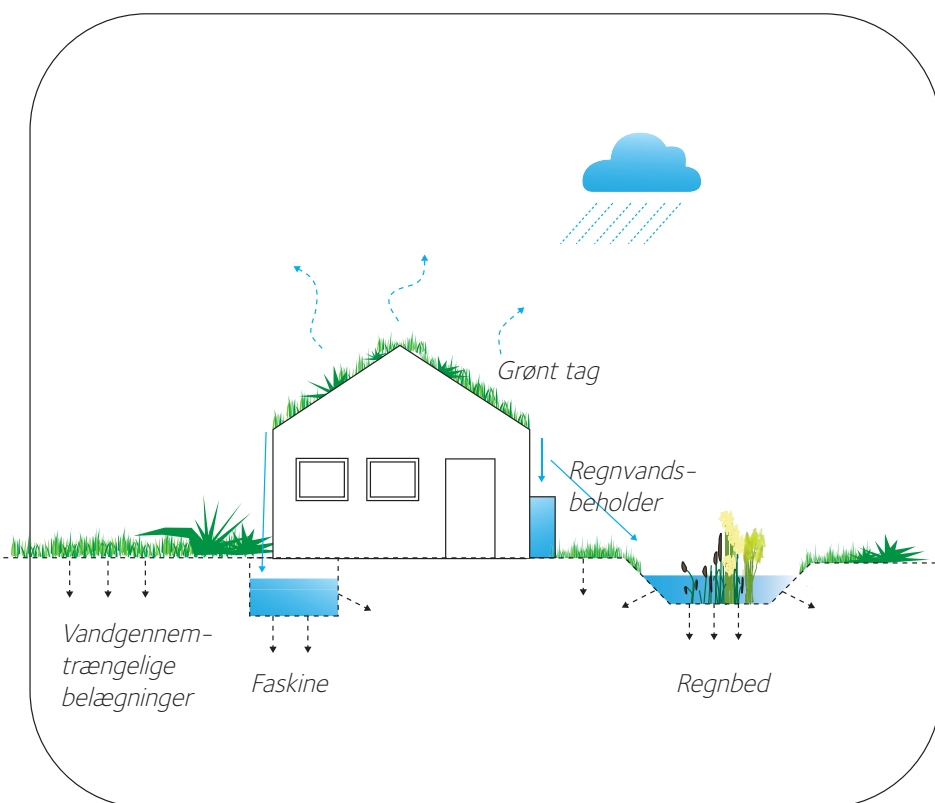 Grønt tag
Regnvands-
beholder
Vandgennem-
trængelige
belægninger
Faskine
Regnbed